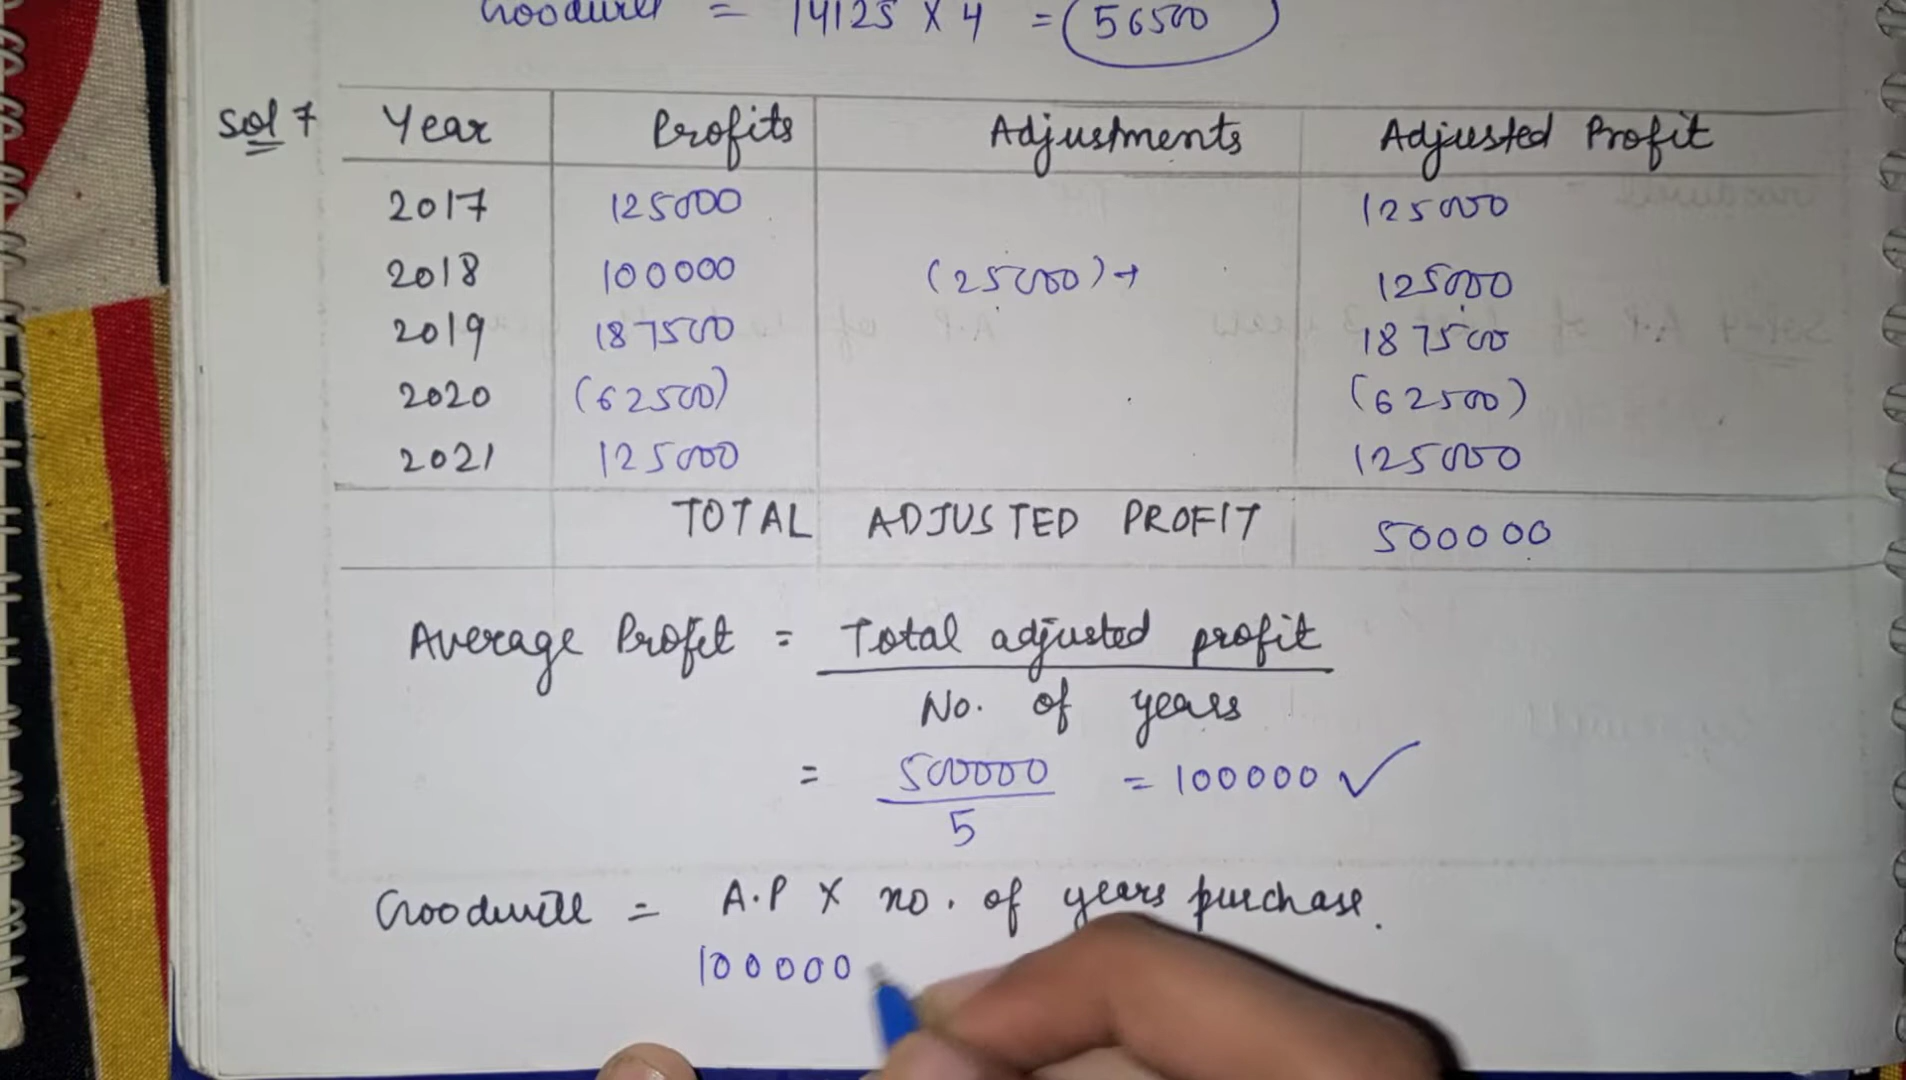 Goodwill = 14125 X 4 = 56500
Sol 7
Year Profits Adjustments Adjusted Profit
2017 125000 125000
2018 100000 (25000)+ 125000
2019 187500 187500
2020 (62500) (62500)
2021 125000 125000
TOTAL ADJUSTED PROFIT 500000
Average Profit = Total adjusted profit
No. of years
= 500000 = 100000 ✓
5
Goodwill = A.P X no. of years purchase.
100000